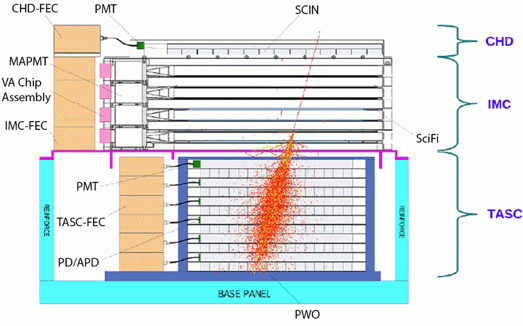 CHD-FEC
PMT
SCIN
CHD
MAPMT
VA Chip
Assembly
IMC
IMC-FEC
SciFi
PMT
TASC-FEC
REINFORCE
REINFORCE
TASC
PD/APD
BASE PANEL
PWO